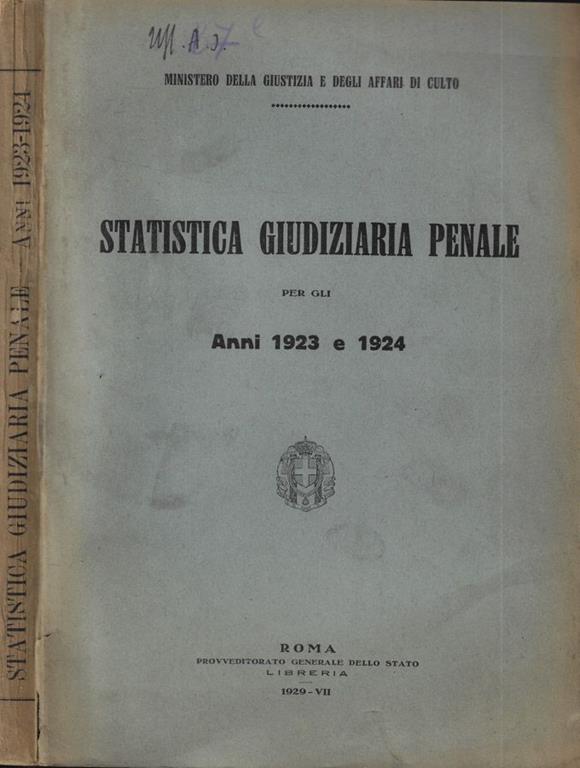 MINISTERO DELLA GIUSTIZIA E DEGLI AFFARI DI CULTO
STATISTICA GIUDIZIARIA PENALE
PER GLI
Anni 1923 e 1924
ROMA
PROVVEDITORATO GENERALE DELLO STATO
LIBRERIA
1929 - VII
STATISTICA GIUDIZIARIA PENALE — ANNI 1923-1924